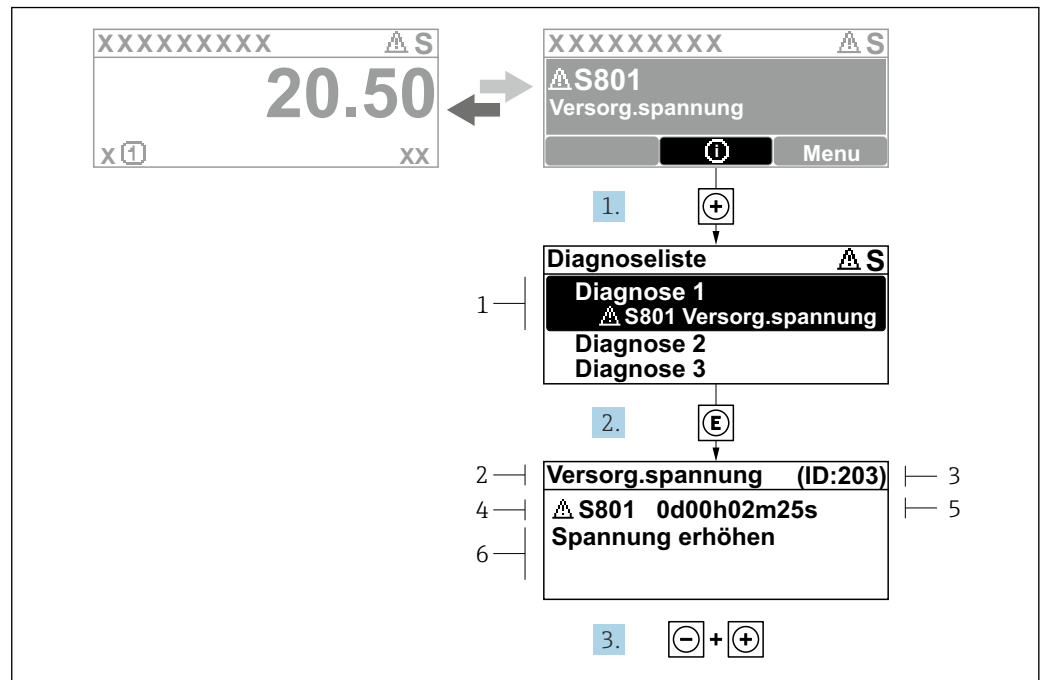 XXXXXXXXX ⚠ S
20.50
x ① xx
XXXXXXXXX ⚠ S
⚠ S801
Versorg.spannung
ⓘ Menu
1. +
Diagnoseliste ⚠ S
1
Diagnose 1
⚠ S801 Versorg.spannung
Diagnose 2
Diagnose 3
2. E
2 Versorg.spannung (ID:203) 3
4 ⚠ S801 0d00h02m25s 5
6 Spannung erhöhen
3. - + +